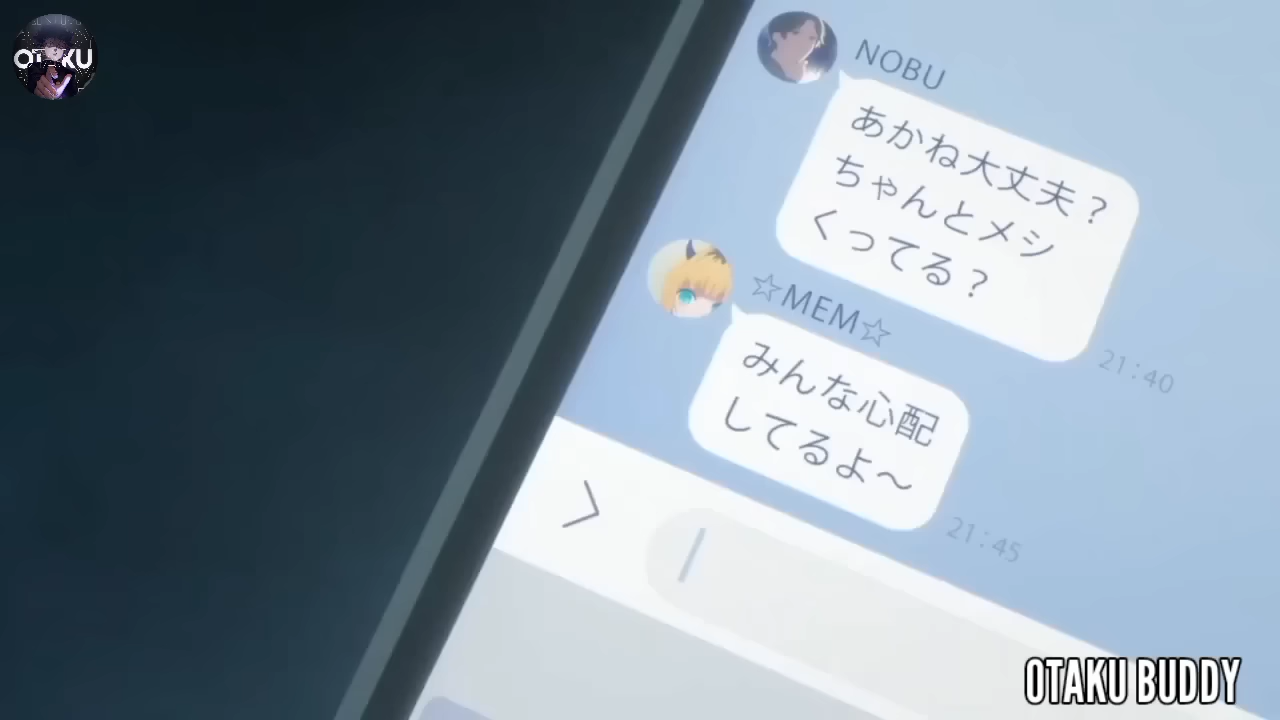 OTAKU
NOBU
あかね大丈夫？
ちゃんとメシ
くってる？
21:40
☆MEM☆
みんな心配
してるよ～
21:45
OTAKU BUDDY